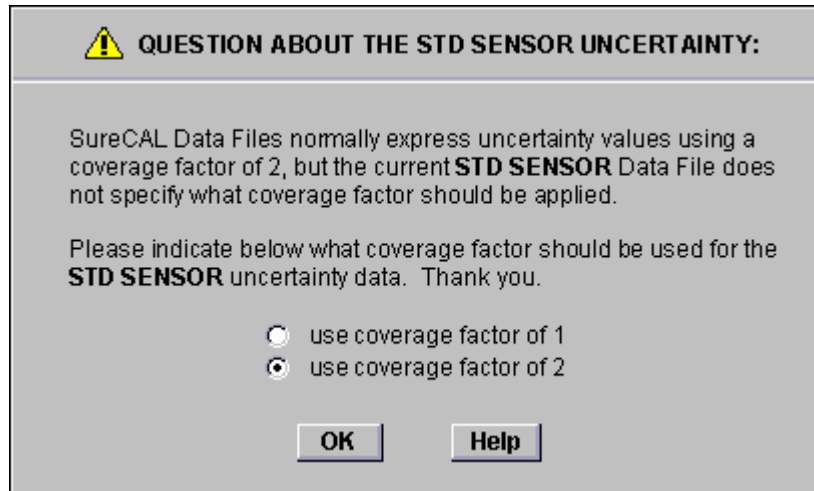 QUESTION ABOUT THE STD SENSOR UNCERTAINTY:
SureCAL Data Files normally express uncertainty values using a
coverage factor of 2, but the current STD SENSOR Data File does
not specify what coverage factor should be applied.
Please indicate below what coverage factor should be used for the
STD SENSOR uncertainty data. Thank you.
use coverage factor of 1
use coverage factor of 2
OK Help